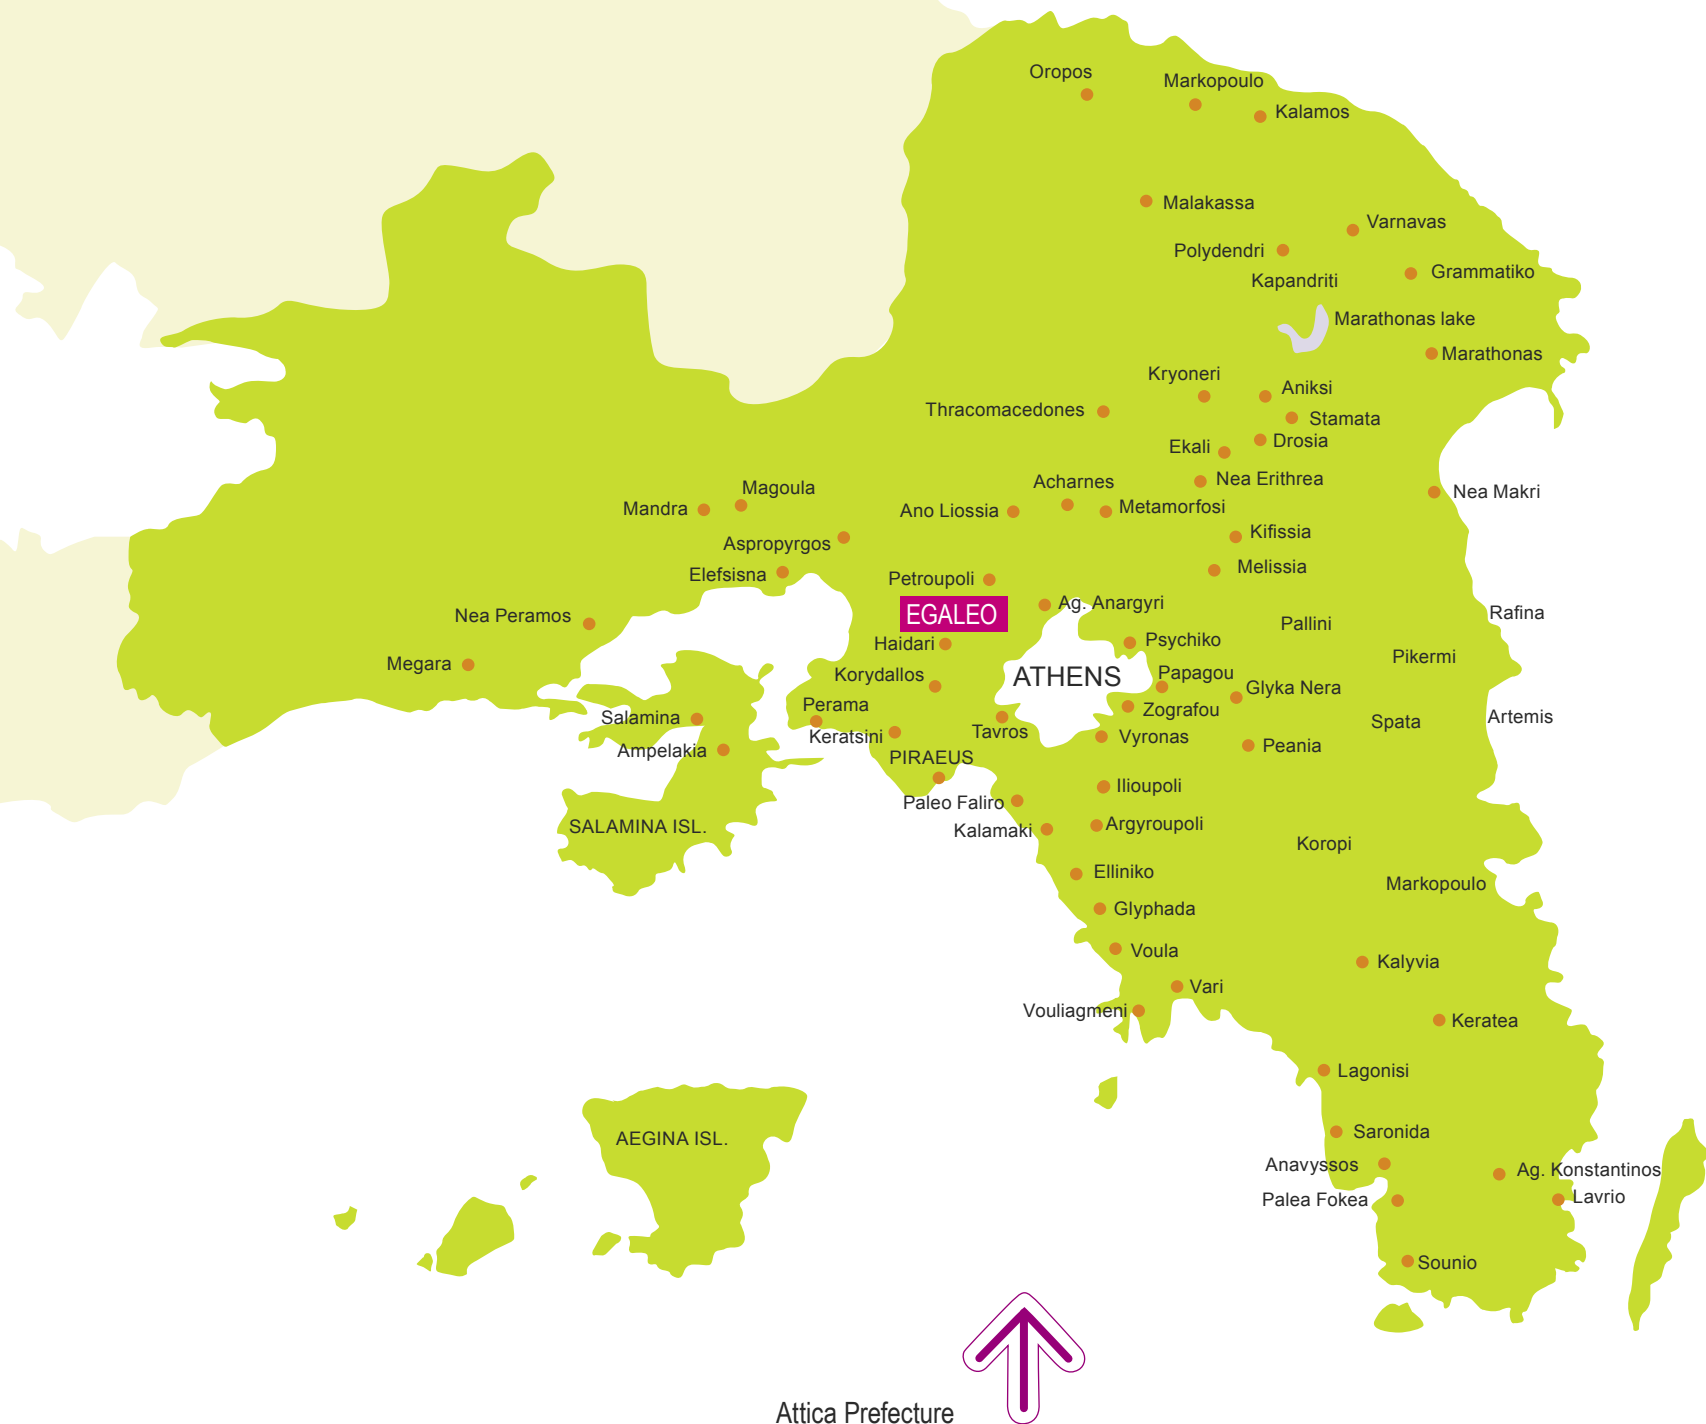 Oropos
Markopoulo
Kalamos
Malakassa
Varnavas
Polydendri
Grammatiko
Kapandriti
Marathonas lake
Marathonas
Kryoneri
Aniksi
Thracomacedones
Stamata
Drosia
Ekali
Nea Erithrea
Acharnes
Magoula
Nea Makri
Mandra
Ano Liossia
Metamorfosi
Kifissia
Aspropyrgos
Melissia
Elefsisna
Petroupoli
Ag. Anargyri
EGALEO
Rafina
Nea Peramos
Pallini
Psychiko
Haidari
Pikermi
Megara
Korydallos
ATHENS
Papagou
Glyka Nera
Perama
Zografou
Artemis
Salamina
Spata
Keratsini
Tavros
Vyronas
Peania
Ampelakia
PIRAEUS
Ilioupoli
Paleo Faliro
SALAMINA ISL.
Kalamaki
Argyroupoli
Koropi
Elliniko
Markopoulo
Glyphada
Voula
Kalyvia
Vari
Vouliagmeni
Keratea
Lagonisi
Saronida
AEGINA ISL.
Anavyssos
Ag. Konstantinos
Lavrio
Palea Fokea
Sounio
Attica Prefecture